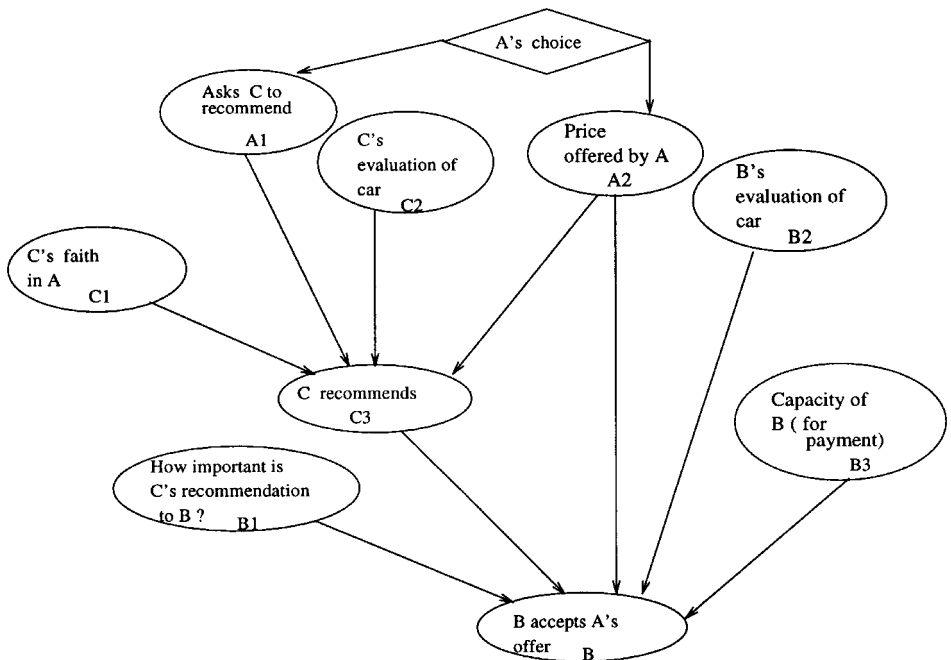 A's choice
Asks C to
recommend
A1
C's
evaluation of
car
C2
Price
offered by A
A2
B's
evaluation of
car
B2
C's faith
in A
C1
C recommends
C3
Capacity of
B ( for
payment)
B3
How important is
C's recommendation
to B ?
B1
B accepts A's
offer
B